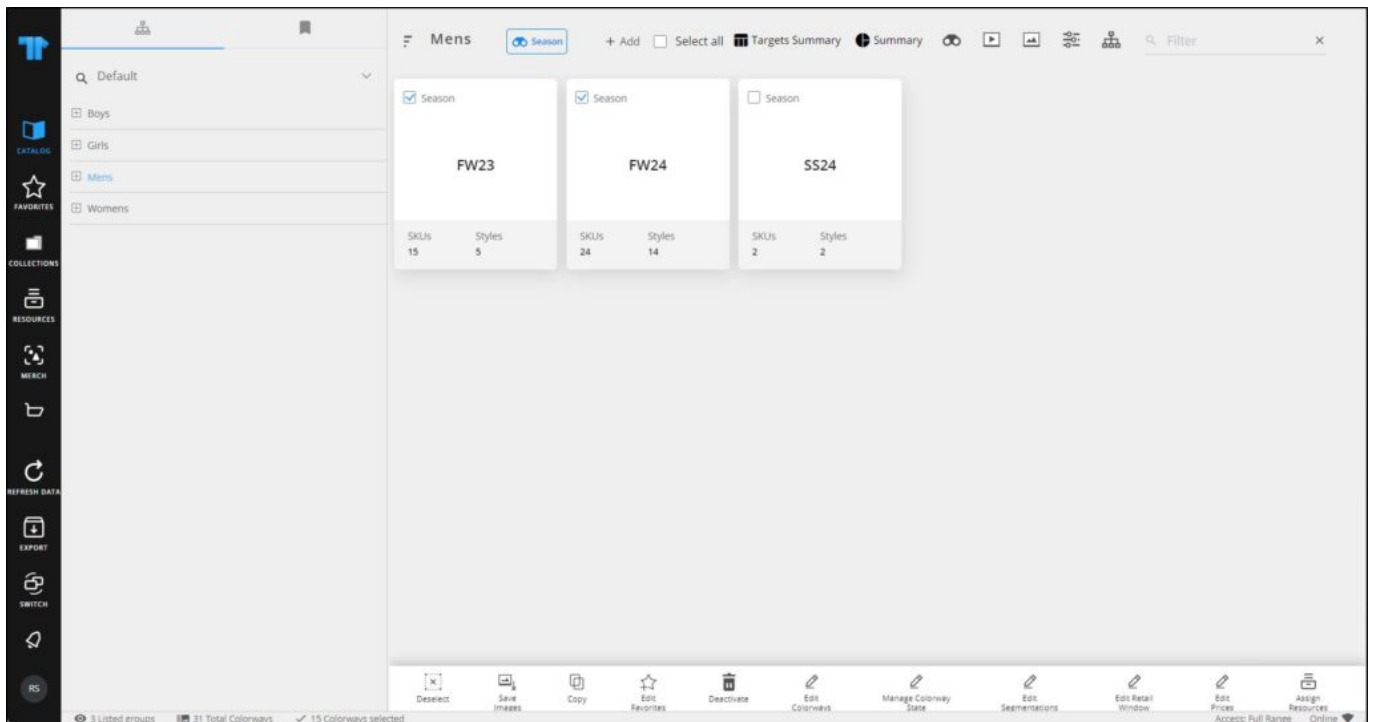 Mens
Season
+ Add
Select all
Targets Summary
Summary
Filter
Default
Boys
Girls
Mens
Womens
CATALOG
FAVORITES
COLLECTIONS
RESOURCES
MERCH
REFRESH DATA
EXPORT
SWITCH
RS
Season
FW23
SKUs Styles
15 5
Season
FW24
SKUs Styles
24 14
Season
SS24
SKUs Styles
2 2
Deselect
Save
Images
Copy
Edit
Favorites
Deactivate
Edit
Colorways
Manage Colorway
State
Edit
Segmentations
Edit Retail
Window
Edit
Prices
Assign
Resources
3 Listed groups 31 Total Colorways 15 Colorways selected Access: Full Range Online